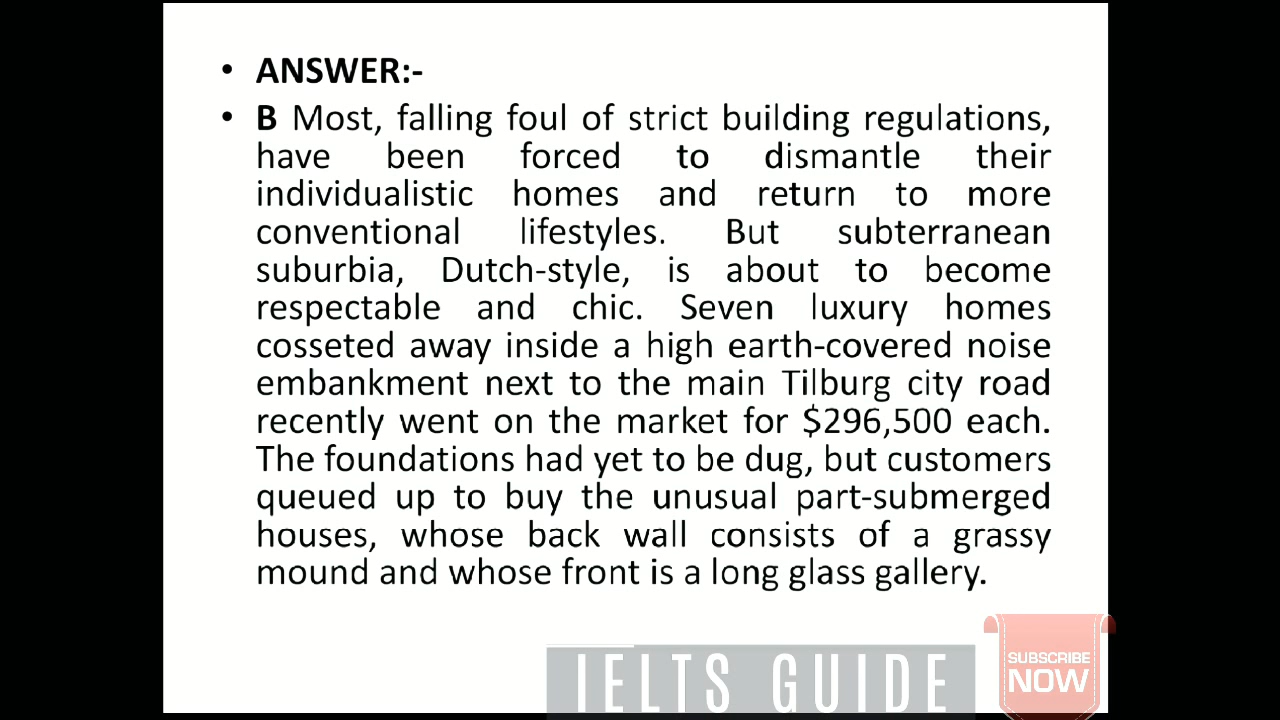 • ANSWER:-
• B Most, falling foul of strict building regulations,
have been forced to dismantle their
individualistic homes and return to more
conventional lifestyles. But subterranean
suburbia, Dutch-style, is about to become
respectable and chic. Seven luxury homes
cosseted away inside a high earth-covered noise
embankment next to the main Tilburg city road
recently went on the market for $296,500 each.
The foundations had yet to be dug, but customers
queued up to buy the unusual part-submerged
houses, whose back wall consists of a grassy
mound and whose front is a long glass gallery.
IELTS GUIDE
SUBSCRIBE
NOW